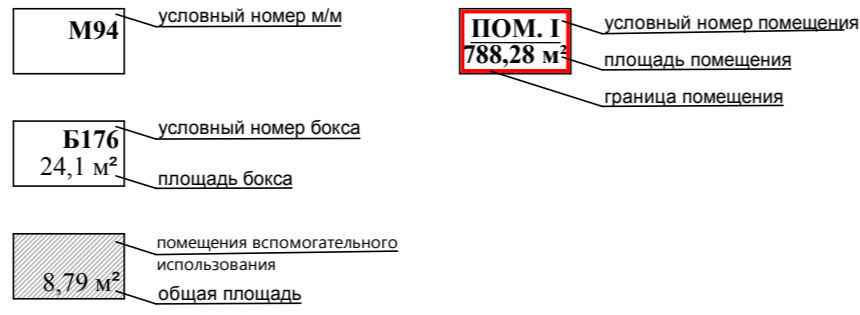 М94
условный номер м/м
Б176
24,1 м²
условный номер бокса
площадь бокса
8,79 м²
помещения вспомогательного
использования
общая площадь
ПОМ. I
788,28 м²
условный номер помещения
площадь помещения
граница помещения